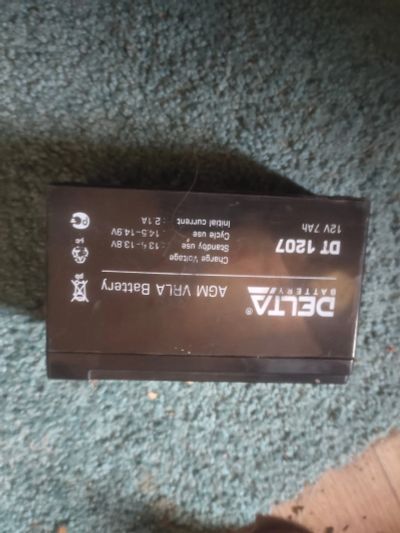 DELTA®
BATTERY
AGM VRLA Battery
DT 1207
12V 7Ah
Charge Voltage
Standby use : 13.5-13.8V
Cycle use : 14.5-14.9V
Initial current : 2.1A
Pb